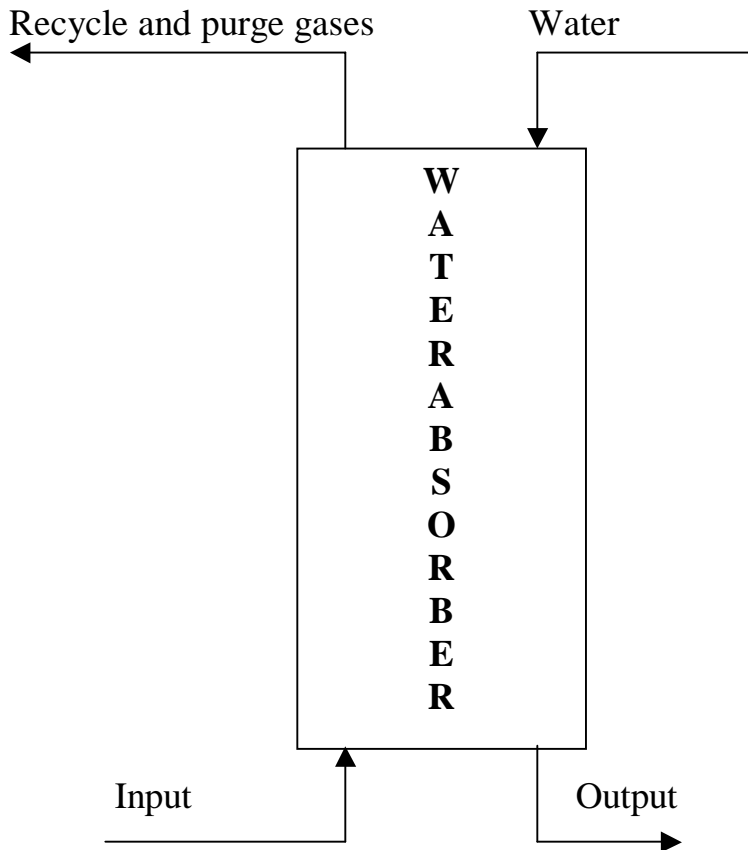 Recycle and purge gases
Water
W
A
T
E
R
A
B
S
O
R
B
E
R
Input
Output